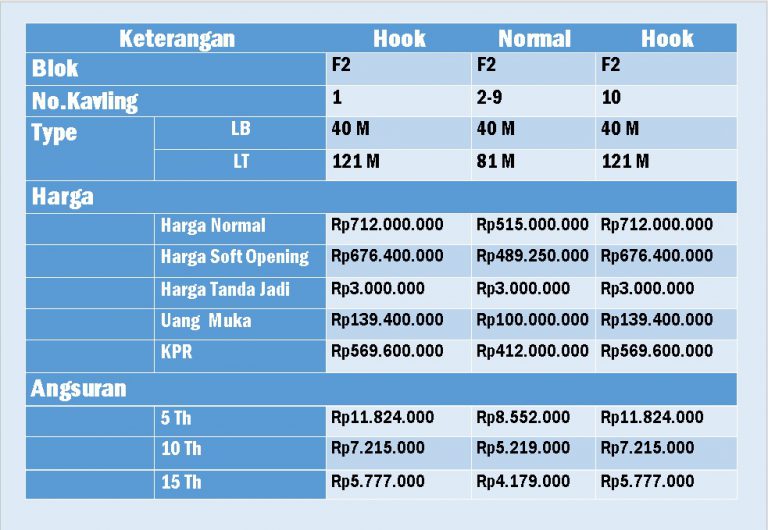 Keterangan Hook Normal Hook
Blok F2 F2 F2
No.Kavling 1 2-9 10
Type LB 40 M 40 M 40 M
LT 121 M 81 M 121 M
Harga
Harga Normal Rp712.000.000 Rp515.000.000 Rp712.000.000
Harga Soft Opening Rp676.400.000 Rp489.250.000 Rp676.400.000
Harga Tanda Jadi Rp3.000.000 Rp3.000.000 Rp3.000.000
Uang Muka Rp139.400.000 Rp100.000.000 Rp139.400.000
KPR Rp569.600.000 Rp412.000.000 Rp569.600.000
Angsuran
5 Th Rp11.824.000 Rp8.552.000 Rp11.824.000
10 Th Rp7.215.000 Rp5.219.000 Rp7.215.000
15 Th Rp5.777.000 Rp4.179.000 Rp5.777.000